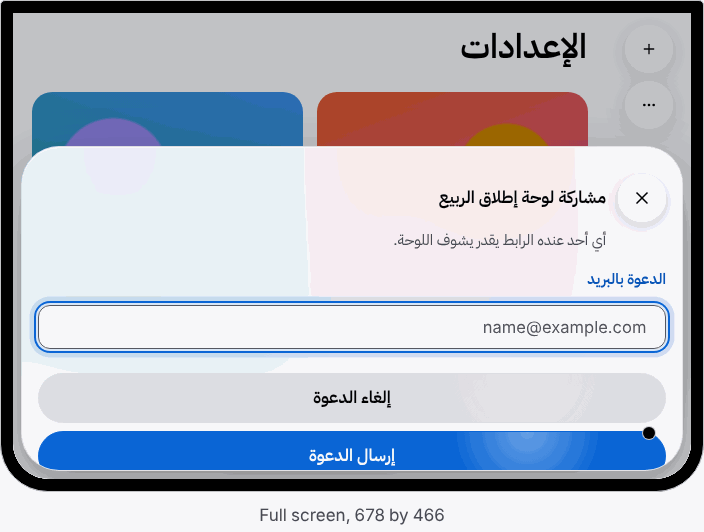 الإعدادات
مشاركة لوحة إطلاق الربيع
أي أحد عنده الرابط يقدر يشوف اللوحة.
الدعوة بالبريد
name@example.com
إلغاء الدعوة
إرسال الدعوة
Full screen, 678 by 466